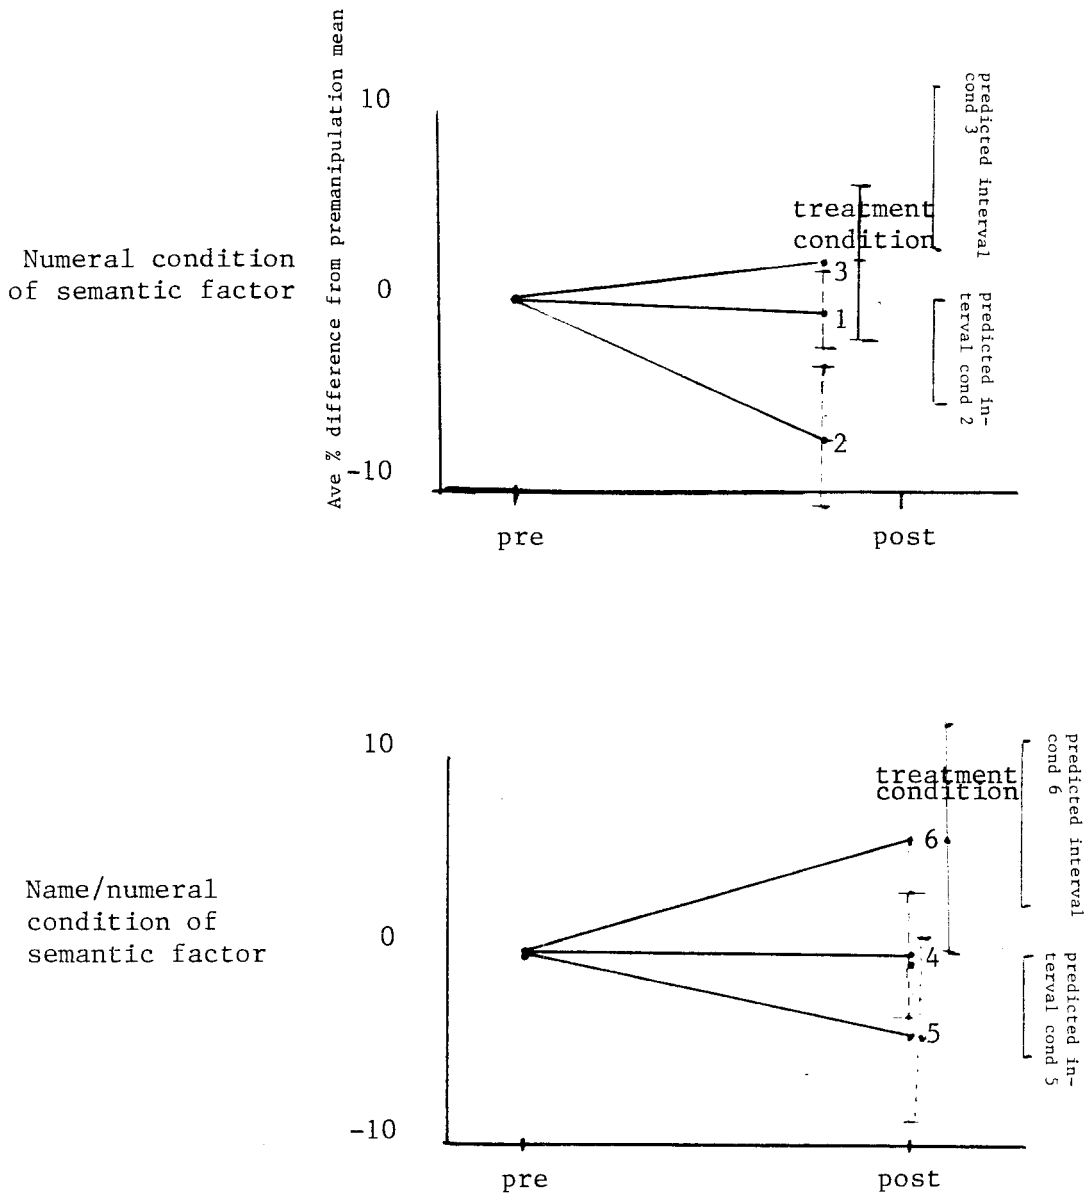 Numeral condition
of semantic factor
Ave % difference from premanipulation mean
10
0
-10
treatment
condition
3
1
2
predicted interval
cond 3
predicted in-
terval cond 2
pre
post
Name/numeral
condition of
semantic factor
10
0
-10
treatment
condition
6
4
5
predicted interval
cond 6
predicted in-
terval cond 5
pre
post